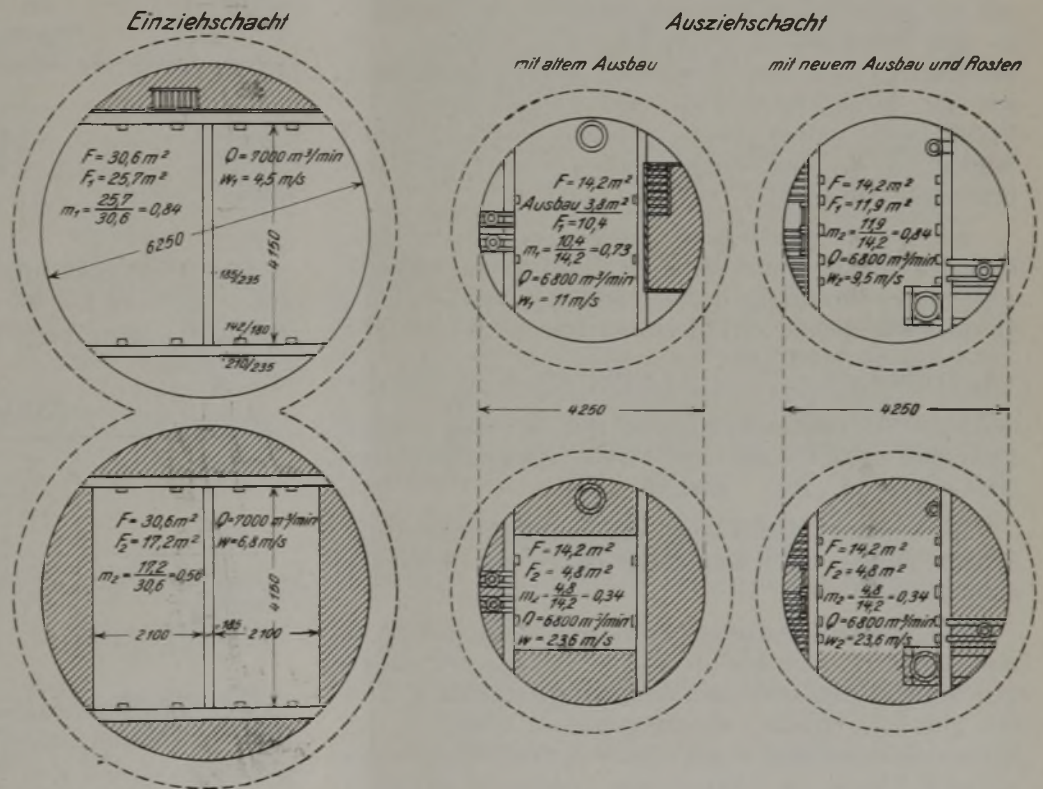 Einziehschacht
Ausziehschacht
mit altem Ausbau
mit neuem Ausbau und Rosten
F = 30,6 m²
F₁ = 25,7 m²
m₁ = 25,7/30,6 = 0,84
Q = 7000 m³/min
w₁ = 4,5 m/s
6250
4150
185/235
142/180
210/235
F = 14,2 m²
Ausbau 3,8 m²
F₁ = 10,4
m₁ = 10,4/14,2 = 0,73
Q = 6800 m³/min
w₁ = 11 m/s
F = 14,2 m²
F₁ = 11,9 m²
m₂ = 11,9/14,2 = 0,84
Q = 6800 m³/min
w₂ = 9,5 m/s
4250
4250
F = 30,6 m²
F₂ = 17,2 m²
m₂ = 17,2/30,6 = 0,56
Q = 7000 m³/min
w = 6,8 m/s
4150
2100
185
2100
F = 14,2 m²
F₂ = 4,8 m²
m₂ = 4,8/14,2 = 0,34
Q = 6800 m³/min
w = 23,6 m/s
F = 14,2 m²
F₂ = 4,8 m²
m₂ = 4,8/14,2 = 0,34
Q = 6800 m³/min
w₂ = 23,6 m/s